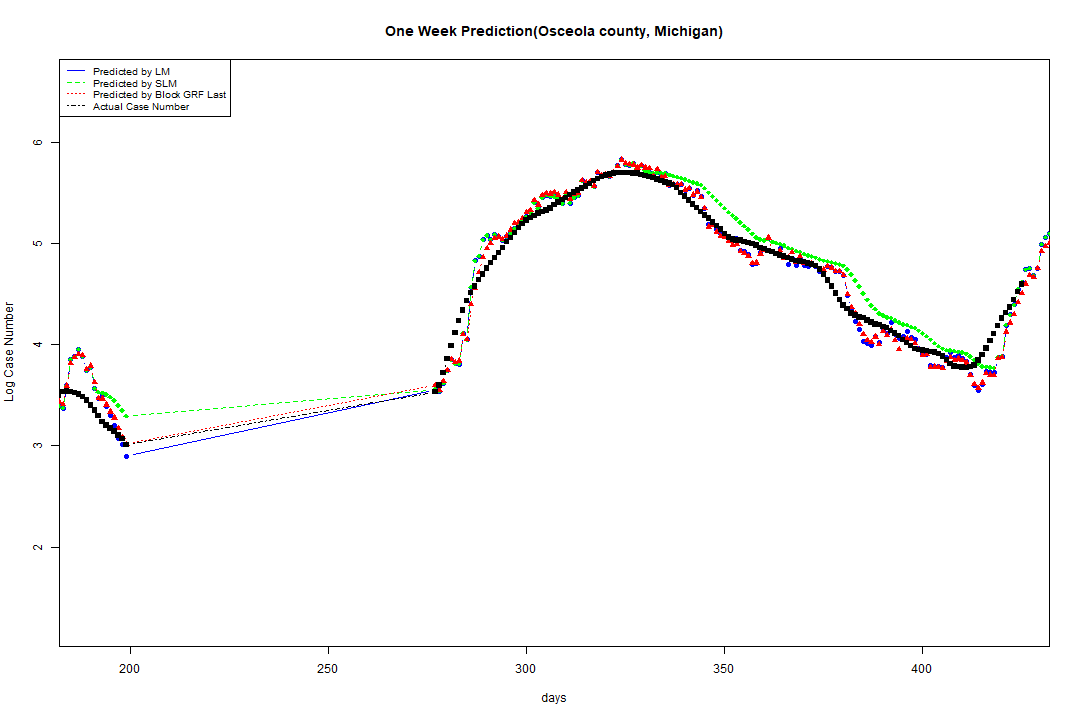 One Week Prediction(Osceola county, Michigan)
Predicted by LM
Predicted by SLM
Predicted by Block GRF Last
Actual Case Number
6
5
4
3
2
Log Case Number
200 250 300 350 400
days